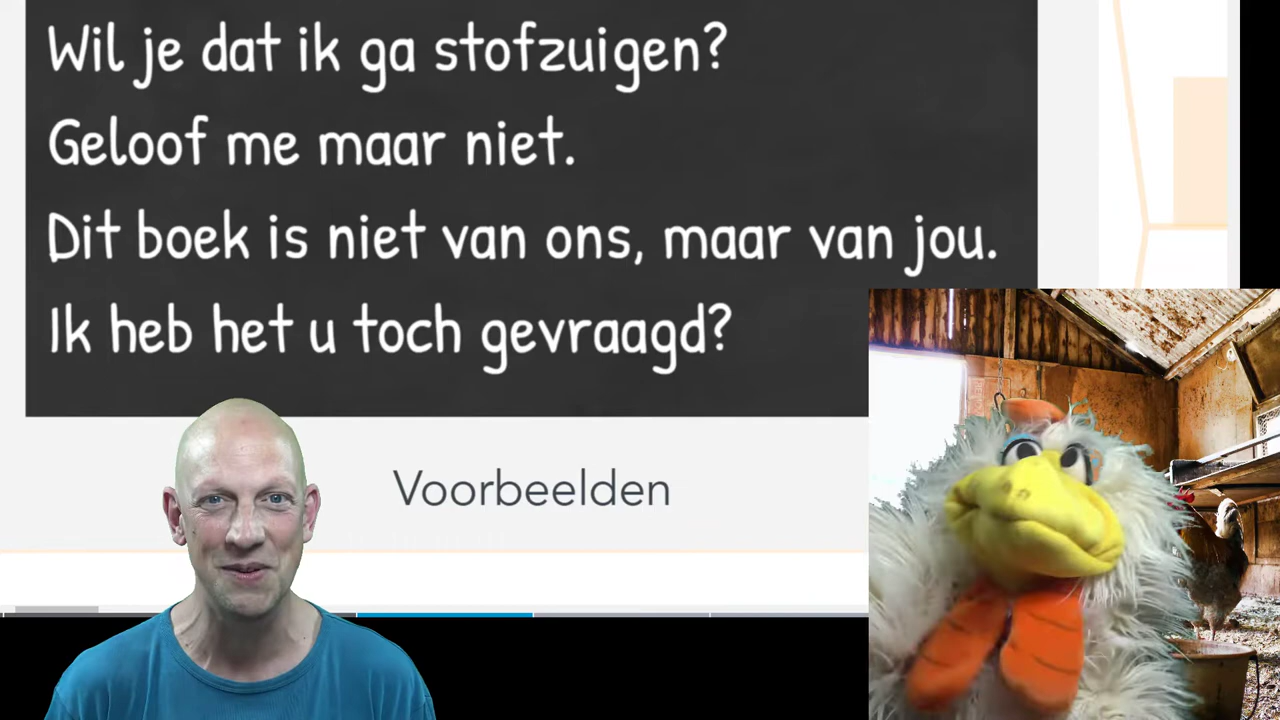 Wil je dat ik ga stofzuigen?
Geloof me maar niet.
Dit boek is niet van ons, maar van jou.
Ik heb het u toch gevraagd?
Voorbeelden